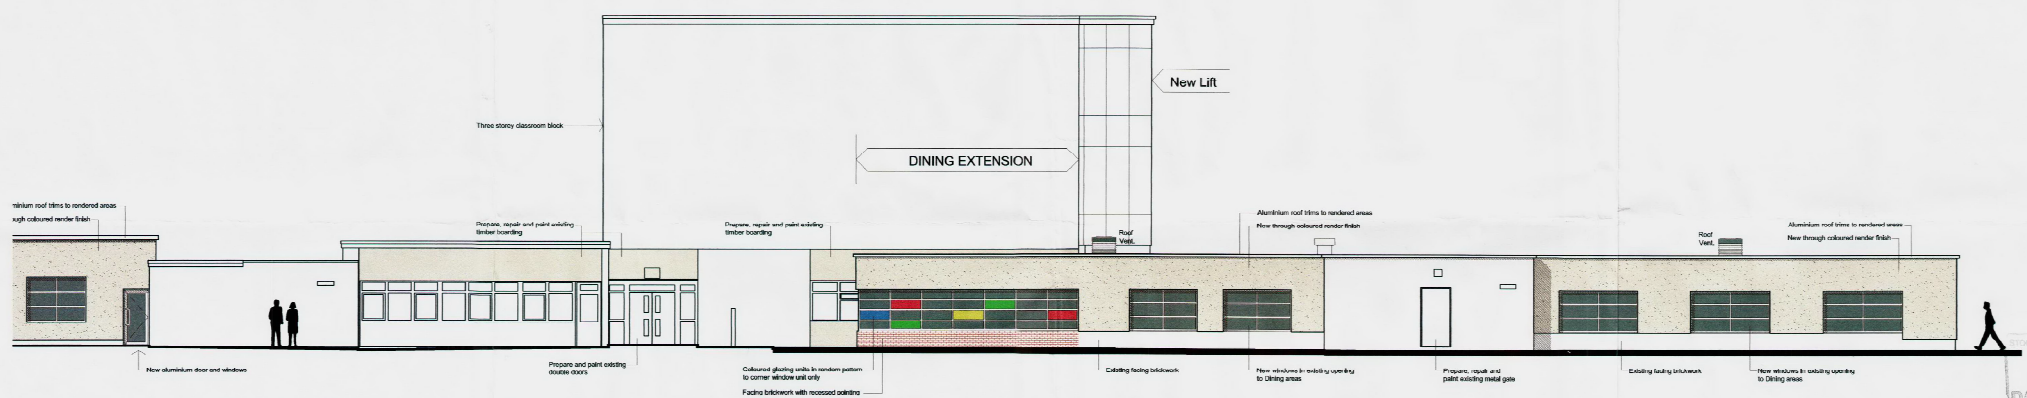 New Lift
Three storey classroom block
DINING EXTENSION
minium roof trims to rendered areas
ugh coloured render finish
Prepare, repair and paint existing
timber boarding
Prepare, repair and paint existing
timber boarding
Roof
Vent.
Aluminium roof trims to rendered areas
New through coloured render finish
Roof
Vent.
Aluminium roof trims to rendered areas
New through coloured render finish
New aluminium door and windows
Prepare and paint existing
double doors
Coloured glazing units in random pattern
to corner window unit only
Facing brickwork with recessed pointing
Existing facing brickwork
New windows in existing opening
to Dining areas
Prepare, repair and
paint existing metal gate
Existing facing brickwork
New windows in existing opening
to Dining areas